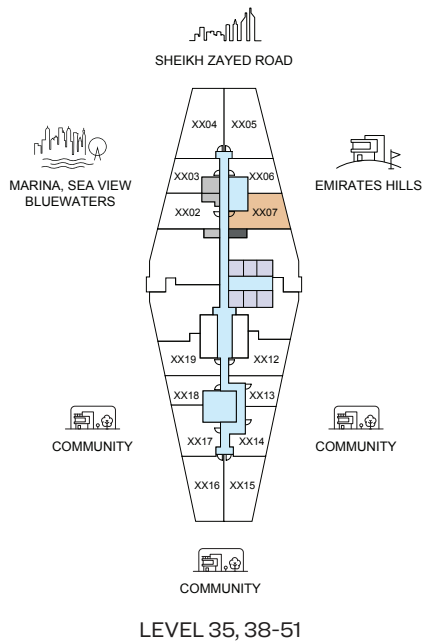 SHEIKH ZAYED ROAD
XX04
XX05
MARINA, SEA VIEW
BLUEWATERS
EMIRATES HILLS
XX03
XX06
XX02
XX07
XX19
XX12
XX18
XX13
COMMUNITY
COMMUNITY
XX17
XX14
XX16
XX15
COMMUNITY
LEVEL 35, 38-51